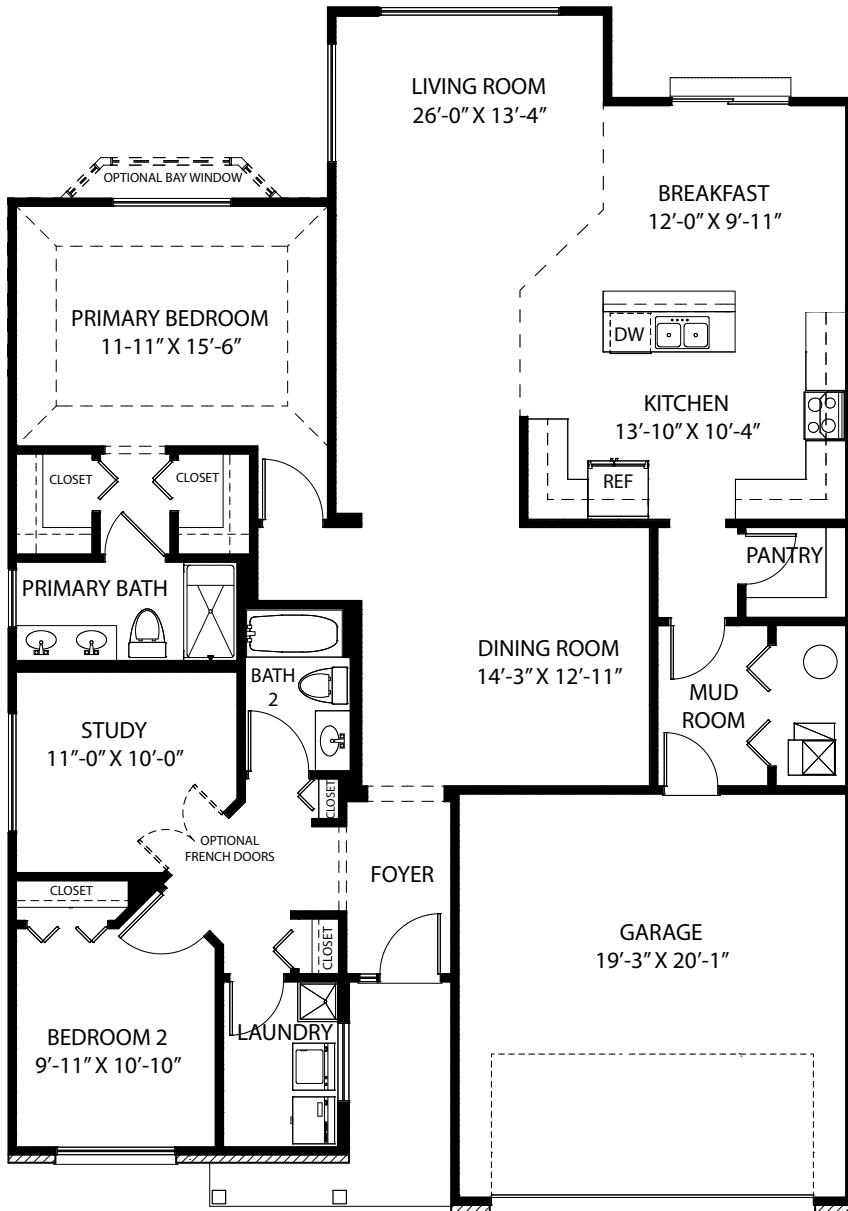 LIVING ROOM
26’-0” X 13’-4”
OPTIONAL BAY WINDOW
BREAKFAST
12’-0” X 9’-11”
PRIMARY BEDROOM
11-11” X 15’-6”
DW
KITCHEN
13’-10” X 10’-4”
CLOSET
CLOSET
REF
PANTRY
PRIMARY BATH
DINING ROOM
14’-3” X 12’-11”
BATH
2
MUD
ROOM
STUDY
11”-0” X 10’-0”
CLOSET
OPTIONAL
FRENCH DOORS
FOYER
CLOSET
CLOSET
GARAGE
19’-3” X 20’-1”
LAUNDRY
BEDROOM 2
9’-11” X 10’-10”